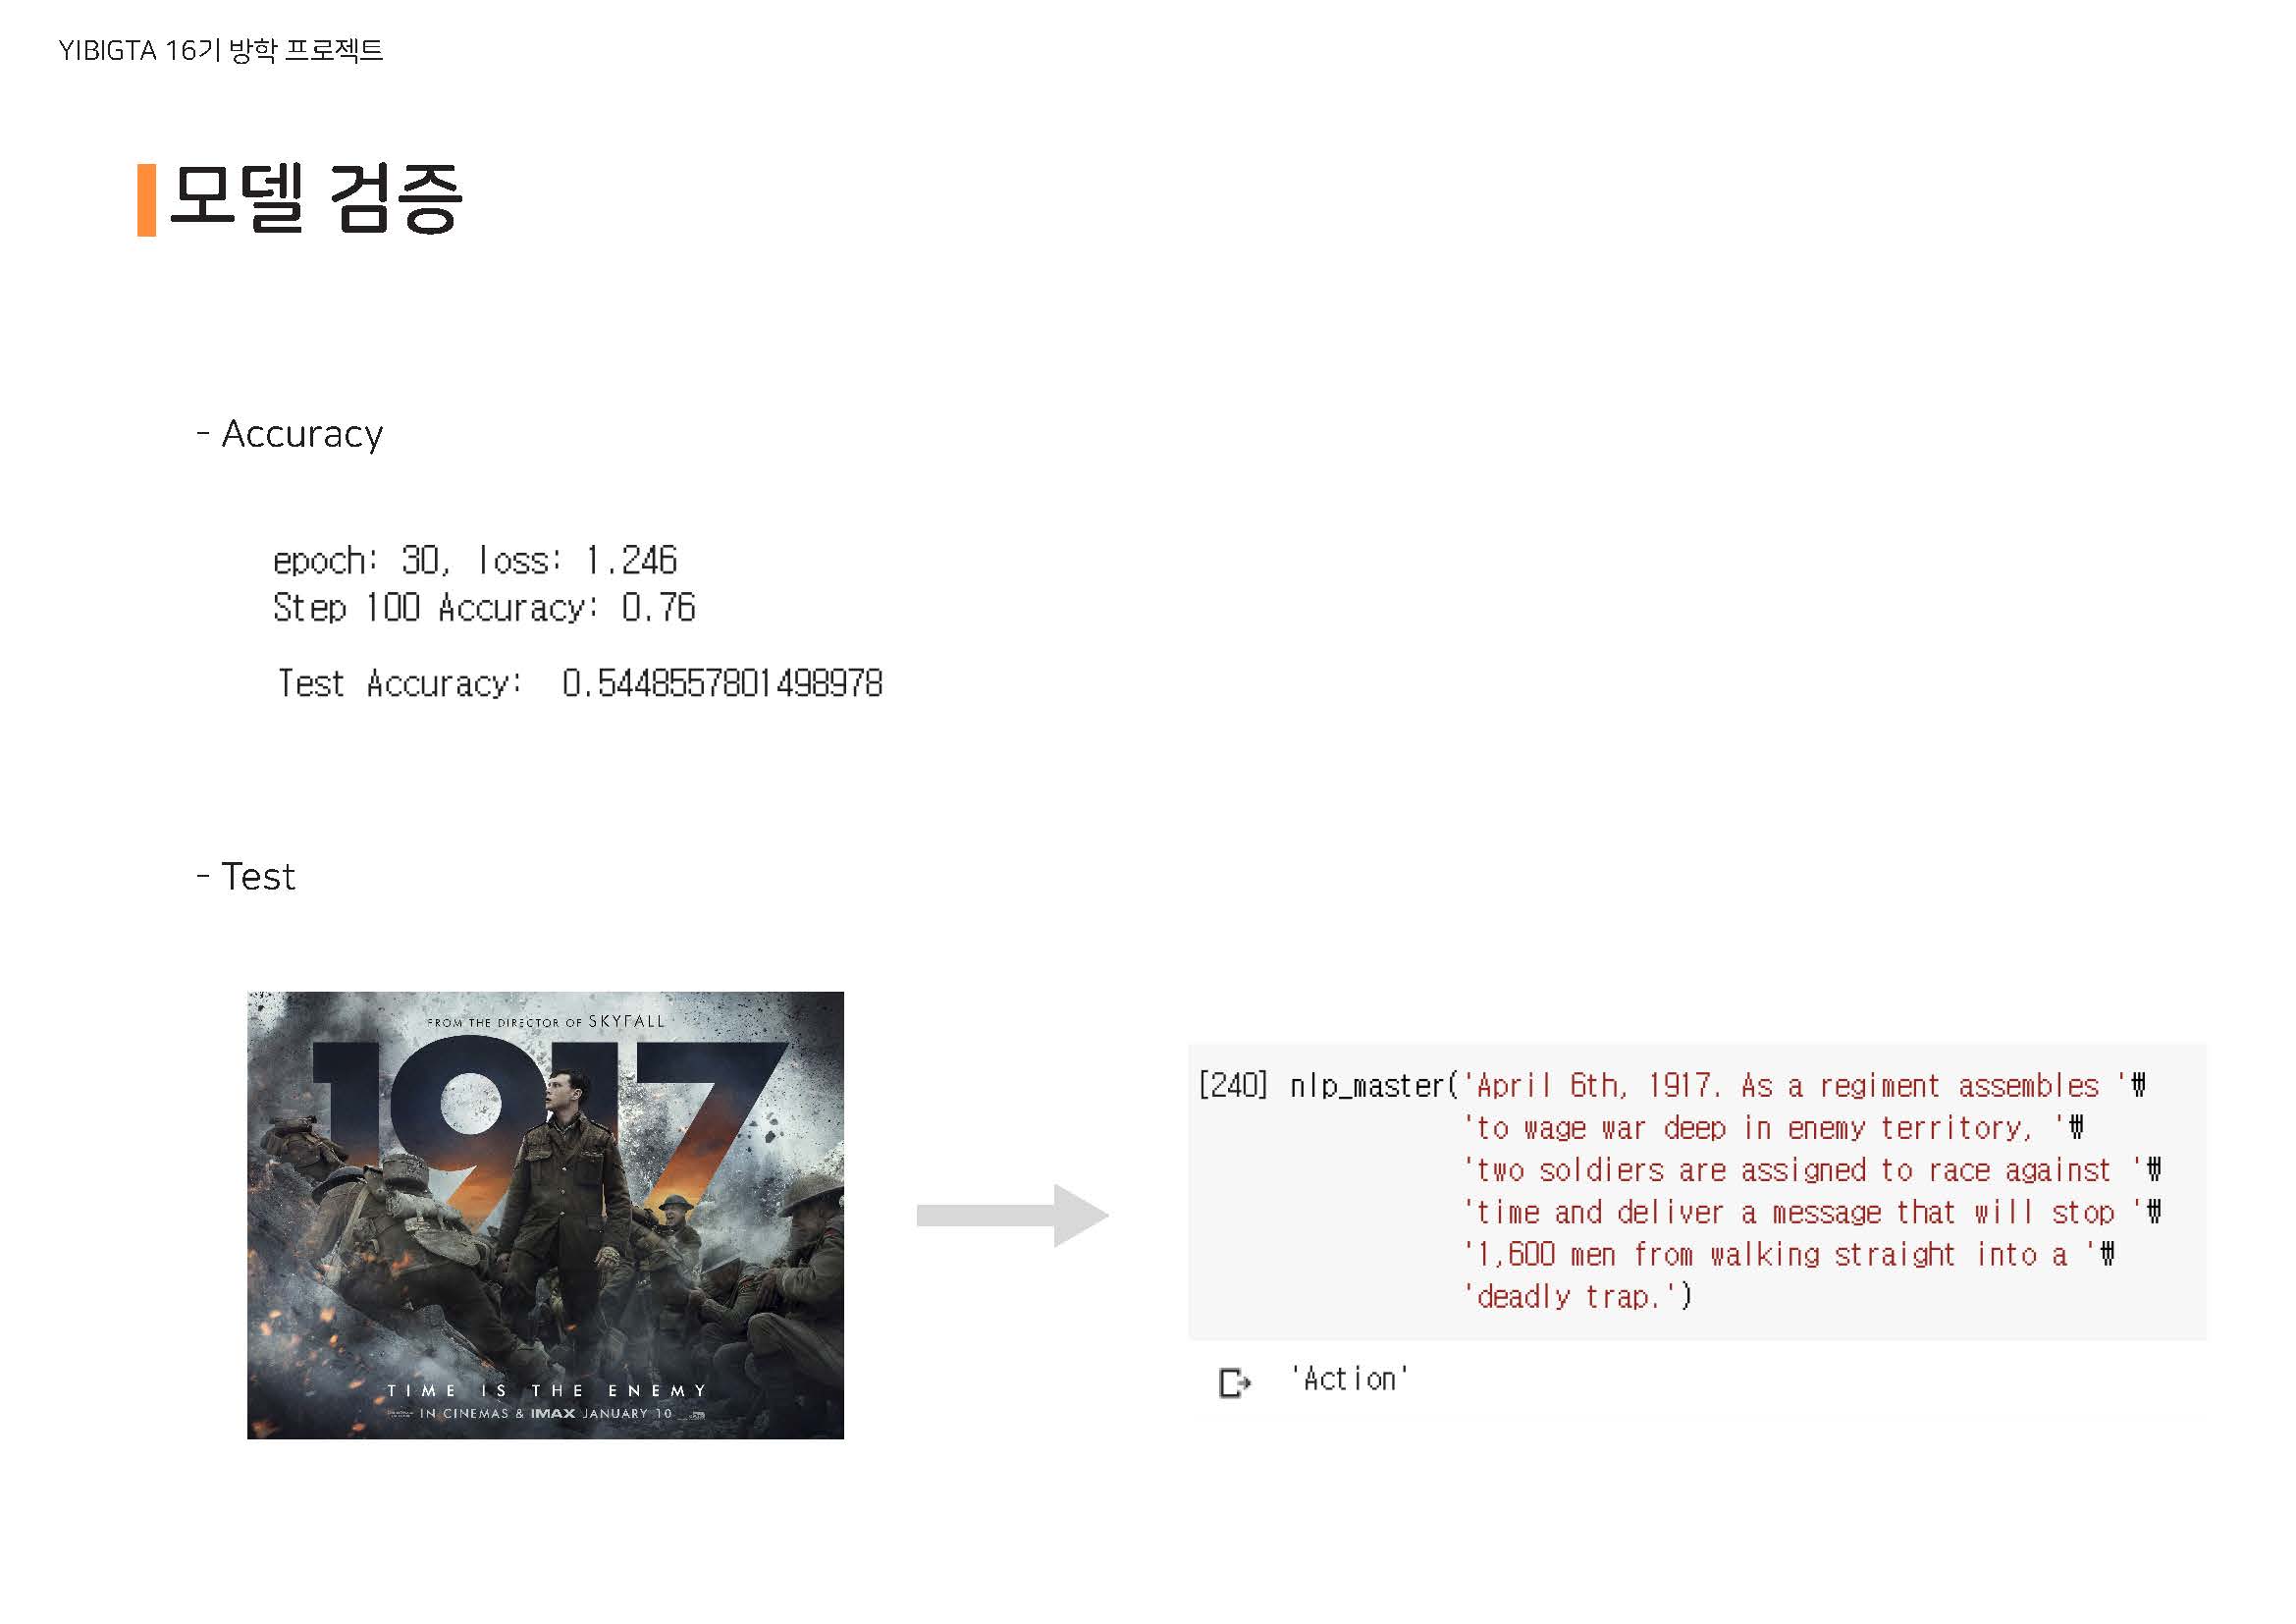 YIBIGTA 16기 방학 프로젝트
모델 검증
- Accuracy
epoch: 30, loss: 1.246
Step 100 Accuracy: 0.76
Test Accuracy: 0.5448557801498978
- Test
FROM THE DIRECTOR OF SKYFALL
1917
TIME IS THE ENEMY
IN CINEMAS & IMAX JANUARY 10
[240] nlp_master('April 6th, 1917. As a regiment assembles '₩
'to wage war deep in enemy territory, '₩
'two soldiers are assigned to race against '₩
'time and deliver a message that will stop '₩
'1,600 men from walking straight into a '₩
'deadly trap.')
'Action'